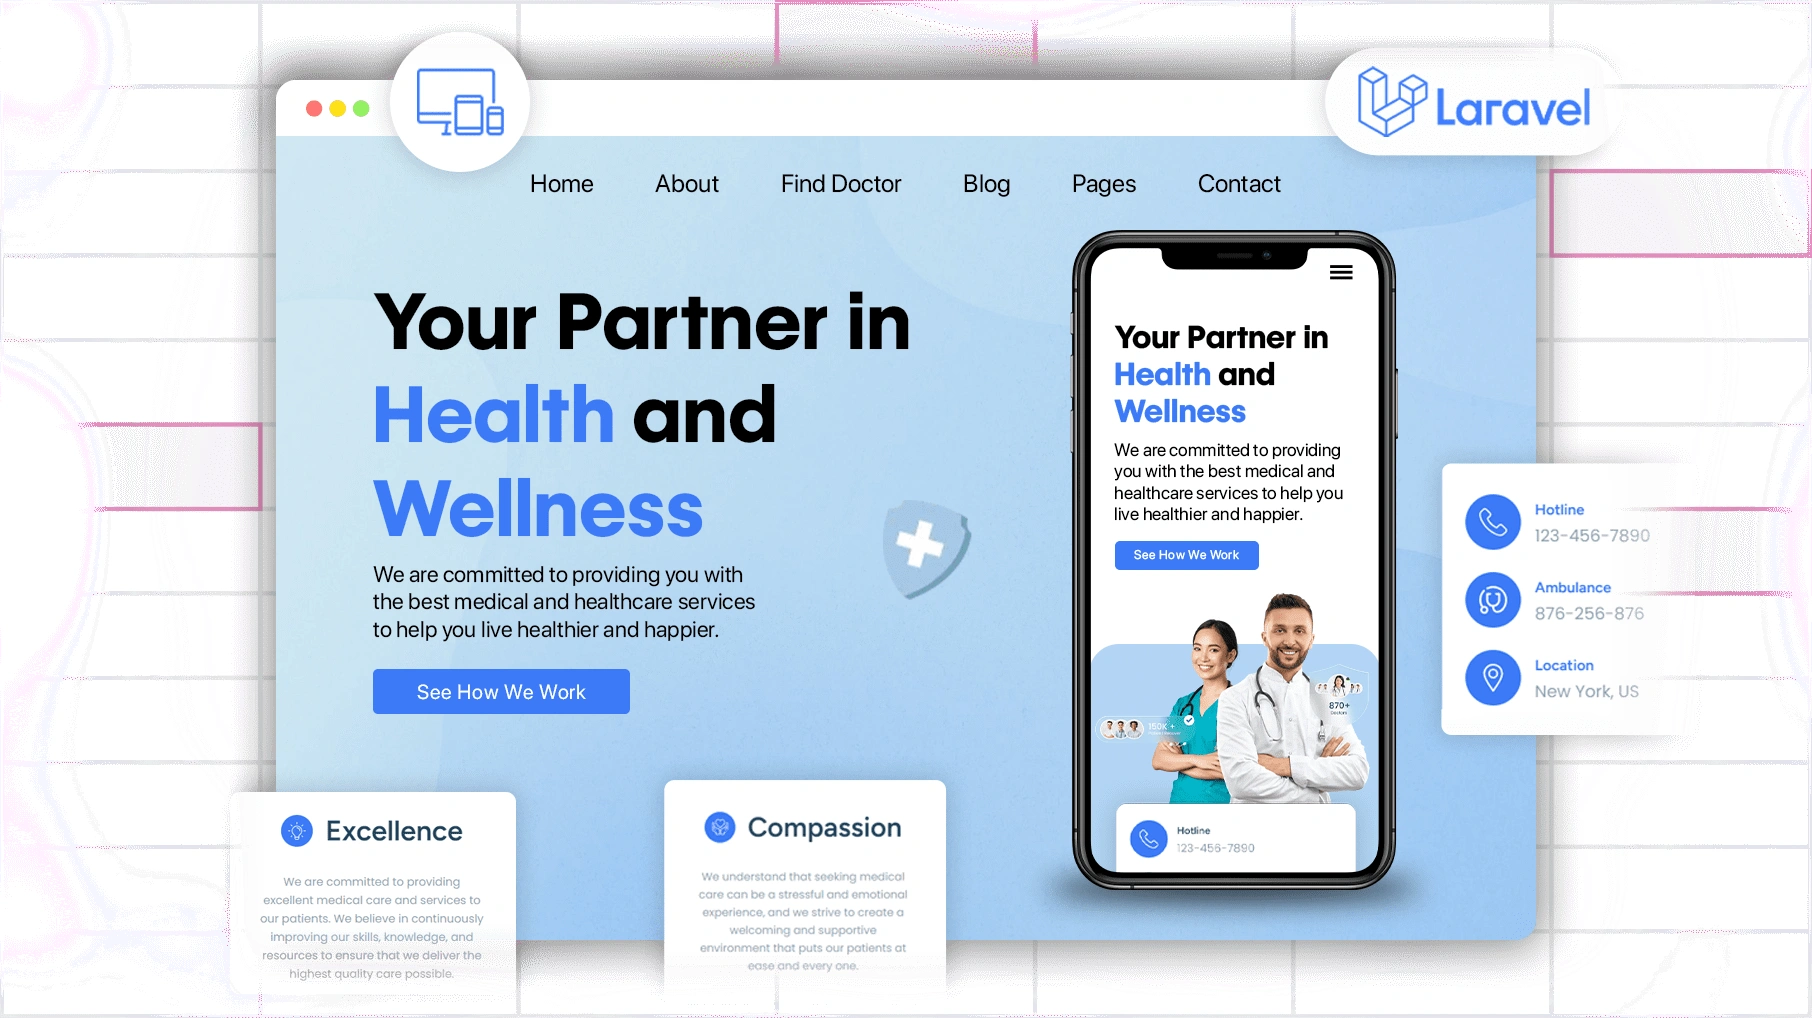 Laravel
Home
About
Find Doctor
Blog
Pages
Contact
Your Partner in
Health and
Wellness
We are committed to providing you with
the best medical and healthcare services
to help you live healthier and happier.
See How We Work
Your Partner in
Health and
Wellness
We are committed to providing
you with the best medical and
healthcare services to help you
live healthier and happier.
See How We Work
870+
Doctors
150K +
Hotline
123-456-7890
Hotline
123-456-7890
Ambulance
876-256-876
Location
New York, US
Excellence
We are committed to providing
excellent medical care and services to
our patients. We believe in continuously
improving our skills, knowledge, and
resources to ensure that we deliver the
highest quality care possible.
Compassion
We understand that seeking medical
care can be a stressful and emotional
experience, and we strive to create a
welcoming and supportive
environment that puts our patients at
ease and every one.